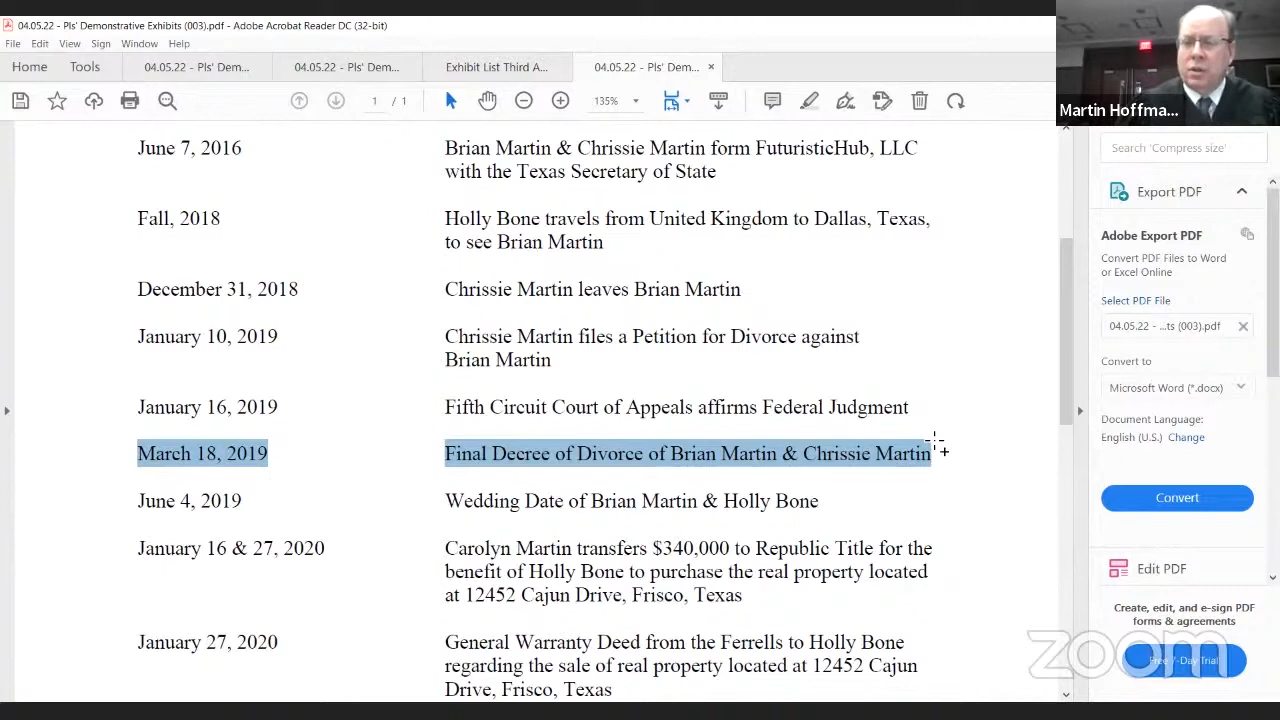 04.05.22 - Pls' Demonstrative Exhibits (003).pdf - Adobe Acrobat Reader DC (32-bit)
File Edit View Sign Window Help
Home Tools 04.05.22 - Pls' Dem... 04.05.22 - Pls' Dem... Exhibit List Third A... 04.05.22 - Pls' Dem... ×
1 / 1 135%
Martin Hoffma...
June 7, 2016 Brian Martin & Chrissie Martin form FuturisticHub, LLC
with the Texas Secretary of State
Fall, 2018 Holly Bone travels from United Kingdom to Dallas, Texas,
to see Brian Martin
December 31, 2018 Chrissie Martin leaves Brian Martin
January 10, 2019 Chrissie Martin files a Petition for Divorce against
Brian Martin
January 16, 2019 Fifth Circuit Court of Appeals affirms Federal Judgment
March 18, 2019 Final Decree of Divorce of Brian Martin & Chrissie Martin
June 4, 2019 Wedding Date of Brian Martin & Holly Bone
January 16 & 27, 2020 Carolyn Martin transfers $340,000 to Republic Title for the
benefit of Holly Bone to purchase the real property located
at 12452 Cajun Drive, Frisco, Texas
January 27, 2020 General Warranty Deed from the Ferrells to Holly Bone
regarding the sale of real property located at 12452 Cajun
Drive, Frisco, Texas
Search 'Compress size'
Export PDF
Adobe Export PDF
Convert PDF Files to Word
or Excel Online
Select PDF File
04.05.22 - ...ts (003).pdf
Convert to
Microsoft Word (*.docx)
Document Language:
English (U.S.) Change
Convert
Edit PDF
Create, edit, and e-sign PDF
forms & agreements
Free 7-Day Trial
zoom